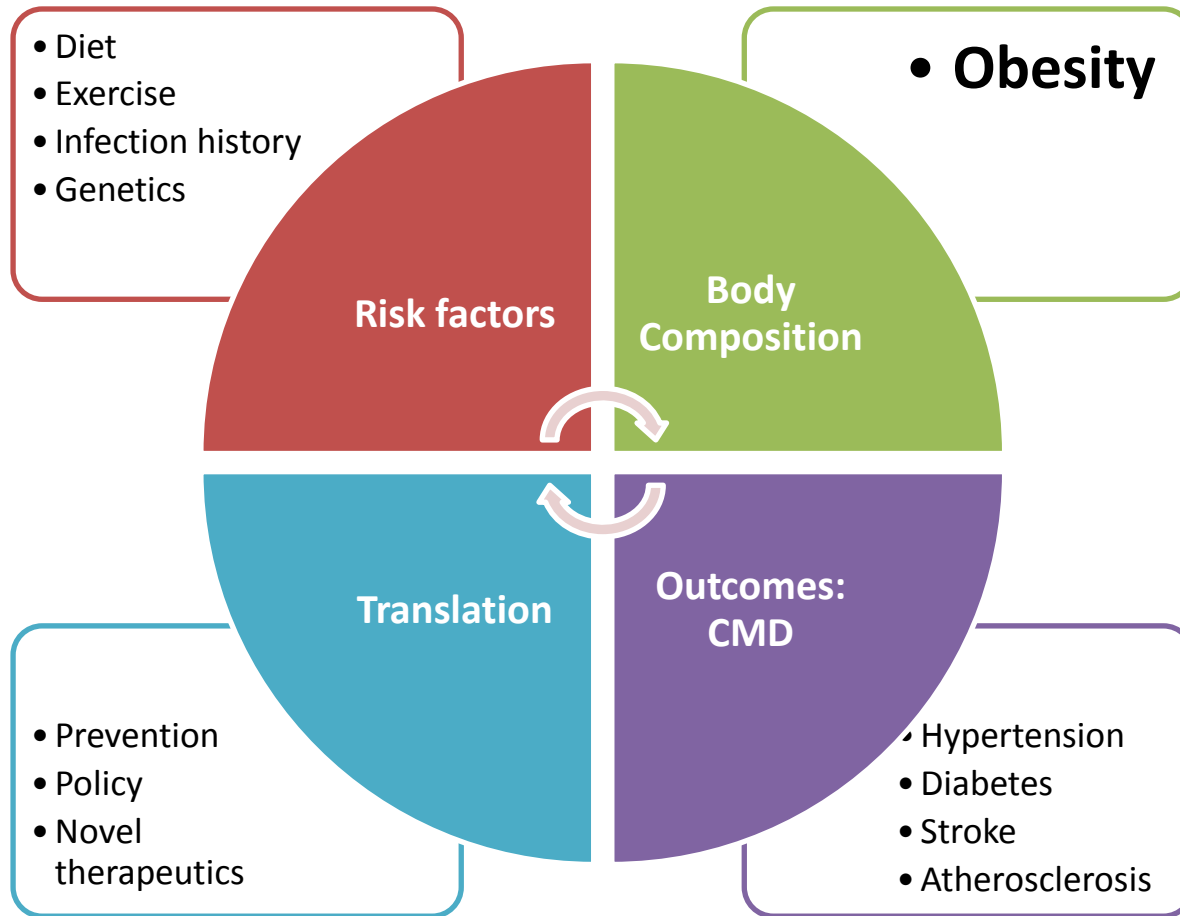 • Diet
• Exercise
• Infection history
• Genetics
• Obesity
Risk factors
Body
Composition
Translation
Outcomes:
CMD
• Prevention
• Policy
• Novel
therapeutics
• Hypertension
• Diabetes
• Stroke
• Atherosclerosis